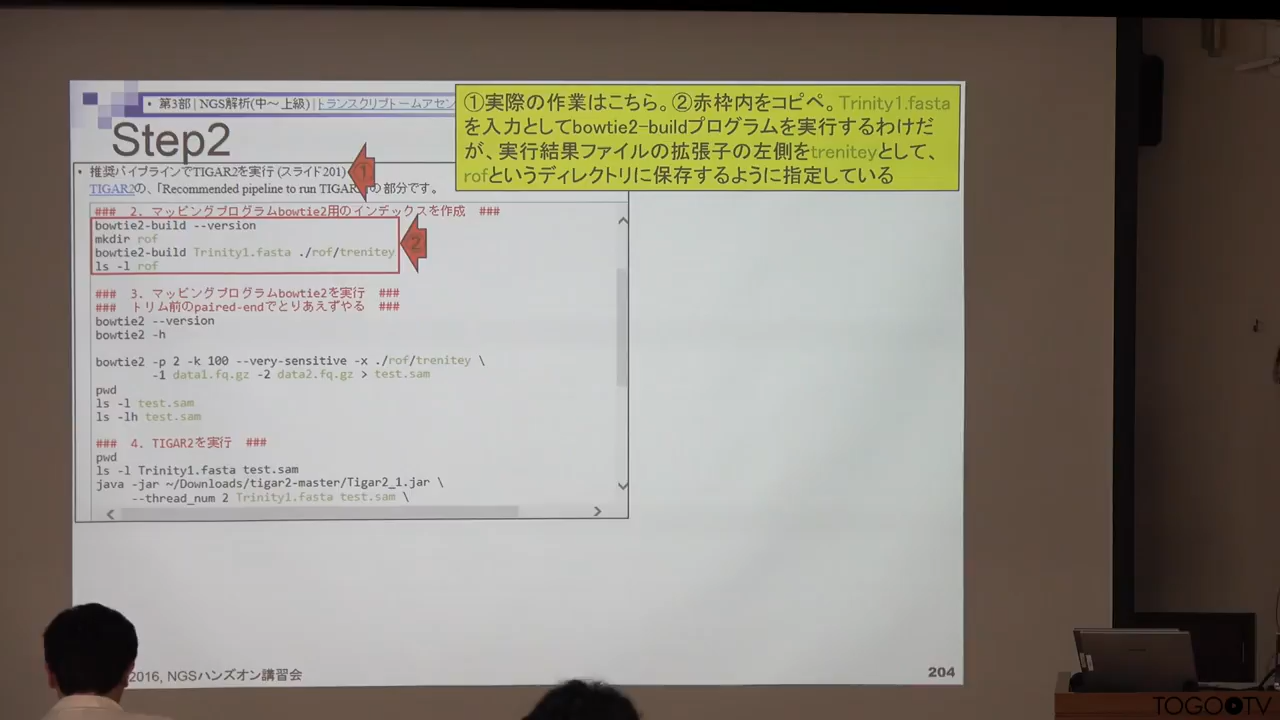 • 第3部 | NGS解析(中～上級) | トランスクリプトームアセン
Step2
①実際の作業はこちら。②赤枠内をコピペ。Trinity1.fasta
を入力としてbowtie2-buildプログラムを実行するわけだ
が、実行結果ファイルの拡張子の左側をtreniteyとして、
rofというディレクトリに保存するように指定している
• 推奨パイプラインでTIGAR2を実行 (スライド201)
1
TIGAR2の、「Recommended pipeline to run TIGAR の部分です。
### 2. マッピングプログラムbowtie2用のインデックスを作成 ###
bowtie2-build --version
mkdir rof
2
bowtie2-build Trinity1.fasta ./rof/trenitey
ls -l rof
### 3. マッピングプログラムbowtie2を実行 ###
### トリム前のpaired-endでとりあえずやる ###
bowtie2 --version
bowtie2 -h
bowtie2 -p 2 -k 100 --very-sensitive -x ./rof/trenitey \
-1 data1.fq.gz -2 data2.fq.gz > test.sam
pwd
ls -l test.sam
ls -lh test.sam
### 4. TIGAR2を実行 ###
pwd
ls -l Trinity1.fasta test.sam
java -jar ~/Downloads/tigar2-master/Tigar2_1.jar \
--thread_num 2 Trinity1.fasta test.sam \
2016, NGSハンズオン講習会
204
TOGOTV